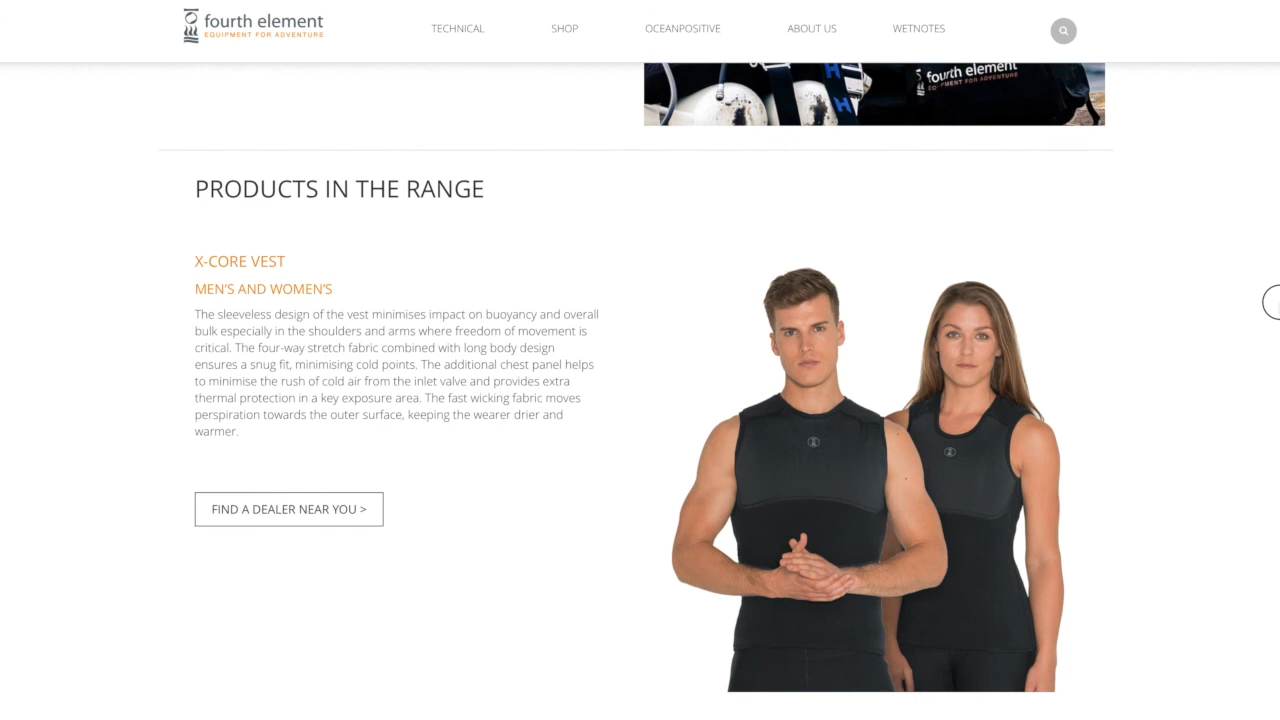 fourth element
EQUIPMENT FOR ADVENTURE
TECHNICAL
SHOP
OCEANPOSITIVE
ABOUT US
WETNOTES
fourth element
EQUIPMENT FOR ADVENTURE
PRODUCTS IN THE RANGE
X-CORE VEST
MEN'S AND WOMEN'S
The sleeveless design of the vest minimises impact on buoyancy and overall
bulk especially in the shoulders and arms where freedom of movement is
critical. The four-way stretch fabric combined with long body design
ensures a snug fit, minimising cold points. The additional chest panel helps
to minimise the rush of cold air from the inlet valve and provides extra
thermal protection in a key exposure area. The fast wicking fabric moves
perspiration towards the outer surface, keeping the wearer drier and
warmer.
FIND A DEALER NEAR YOU >